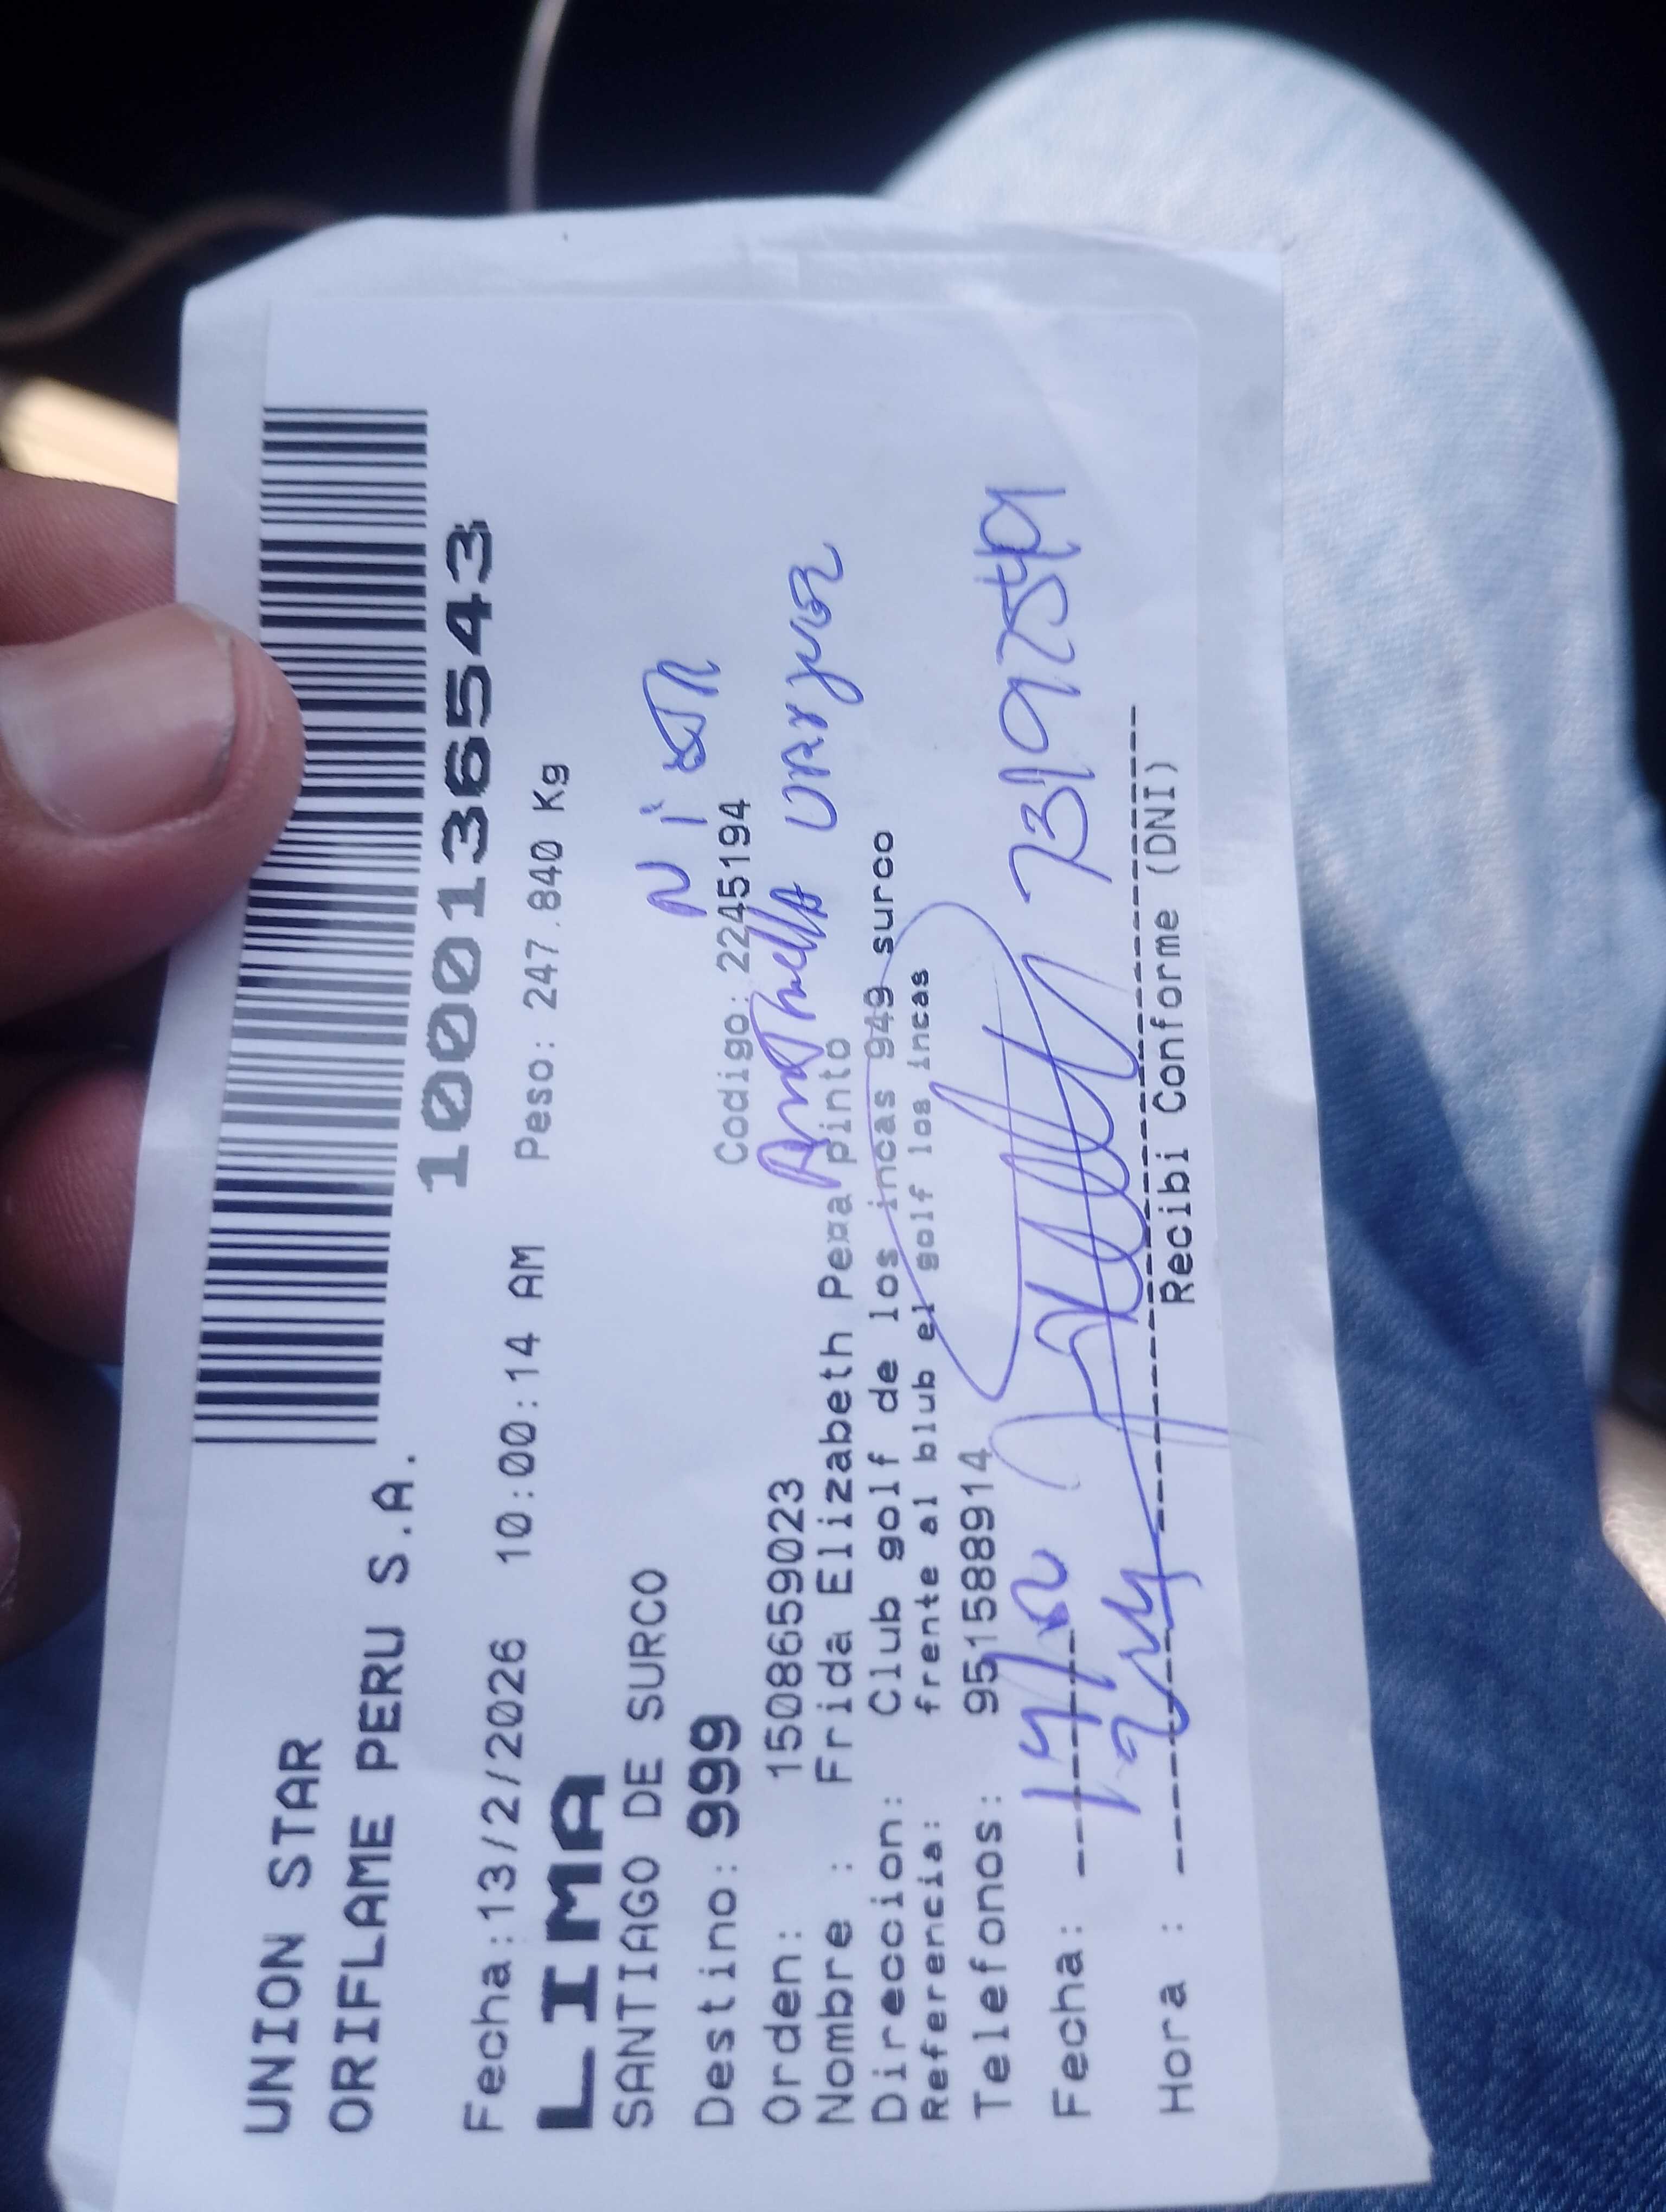 UNION STAR
ORIFLAME PERU S.A.
1000136543
Fecha:13/2/2026 10:00:14 AM Peso: 247.840 Kg
LIMA
SANTIAGO DE SURCO
Destino: 999
Codigo: 2245194
Orden: 15086659023
Nombre : Frida Elizabeth Pena Pinto
Direccion: Club golf de los incas 949 surco
Referencia: frente al blub el golf los incas
Telefonos: 951588914
Fecha:
Hora :
Recibi Conforme (DNI)